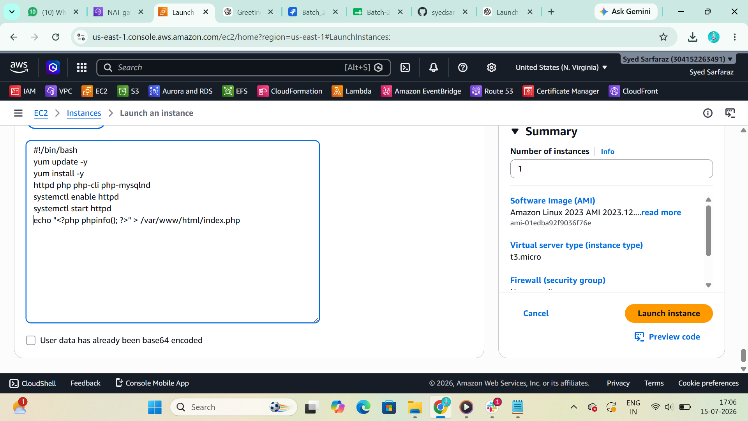 (10) Wh
NAT-ga
Launch
Greetin
Batch_
Batch-
syedsar
Launch
Ask Gemini
us-east-1.console.aws.amazon.com/ec2/home?region=us-east-1#LaunchInstances:
aws
Search
[Alt+S]
United States (N. Virginia)
Syed Sarfaraz (304152263491)
Syed Sarfaraz
IAM
VPC
EC2
S3
Aurora and RDS
EFS
CloudFormation
Lambda
Amazon EventBridge
Route 53
Certificate Manager
CloudFront
EC2
Instances
Launch an instance
#!/bin/bash
yum update -y
yum install -y
httpd php php-cli php-mysqlnd
systemctl enable httpd
systemctl start httpd
echo "<?php phpinfo(); ?>" > /var/www/html/index.php
User data has already been base64 encoded
Summary
Number of instances
Info
1
Software Image (AMI)
Amazon Linux 2023 AMI 2023.12....read more
ami-01edba92f9036f76e
Virtual server type (instance type)
t3.micro
Firewall (security group)
Cancel
Launch instance
Preview code
CloudShell
Feedback
Console Mobile App
© 2026, Amazon Web Services, Inc. or its affiliates.
Privacy
Terms
Cookie preferences
Search
ENG
IN
17:06
15-07-2026